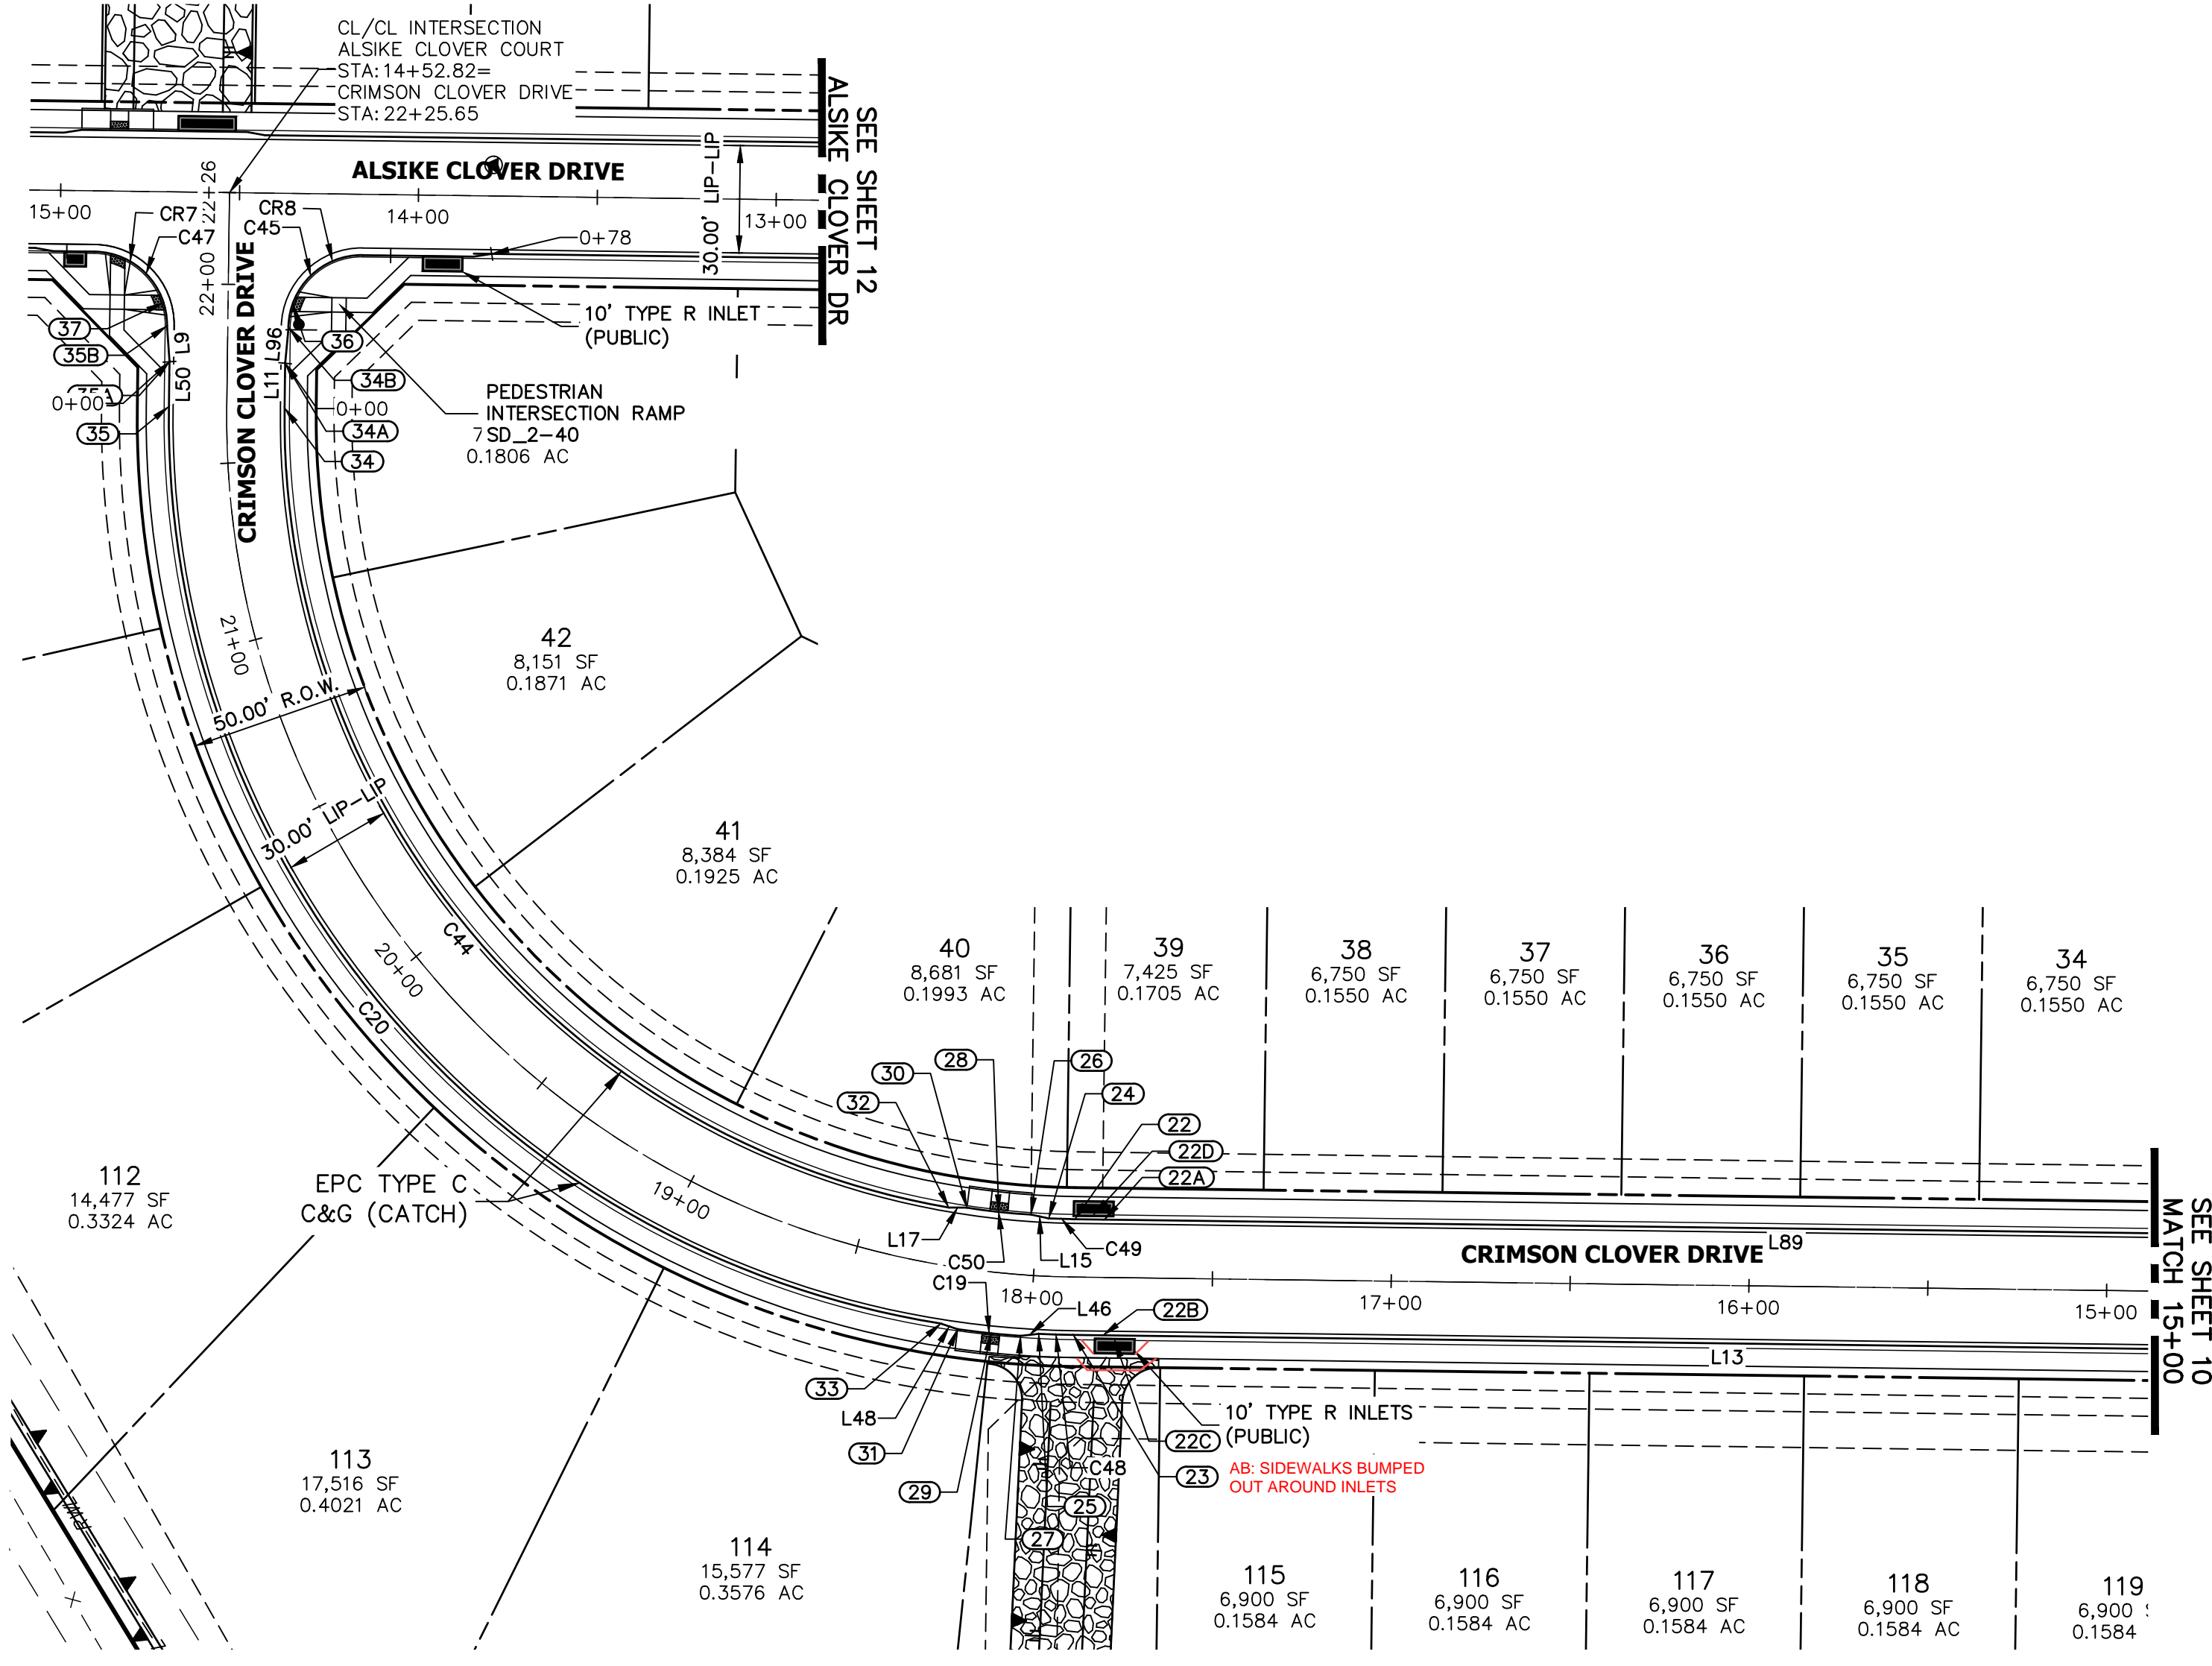 CL/CL INTERSECTION
ALSIKE CLOVER COURT
STA:14+52.82=
CRIMSON CLOVER DRIVE
STA:22+25.65
ALSIKE CLOVER DRIVE
30.00' LIP-LIP
SEE SHEET 12
ALSIKE CLOVER DR
15+00
14+00
13+00
22+26
CR7
C47
CR8
C45
0+78
22+00
CRIMSON CLOVER DRIVE
10' TYPE R INLET
(PUBLIC)
37
35B
0+00
35
L50
L9
L11
L96
36
34B
0+00
34A
34
PEDESTRIAN
INTERSECTION RAMP
7 SD_2-40
0.1806 AC
21+00
50.00' R.O.W.
30.00' LIP-LIP
42
8,151 SF
0.1871 AC
41
8,384 SF
0.1925 AC
C44
20+00
C20
40
8,681 SF
0.1993 AC
39
7,425 SF
0.1705 AC
38
6,750 SF
0.1550 AC
37
6,750 SF
0.1550 AC
36
6,750 SF
0.1550 AC
35
6,750 SF
0.1550 AC
34
6,750 SF
0.1550 AC
28
26
30
24
32
22
22D
22A
112
14,477 SF
0.3324 AC
EPC TYPE C
C&G (CATCH)
19+00
L17
C50
L15
C49
C19
18+00
L46
22B
CRIMSON CLOVER DRIVE
L89
17+00
16+00
15+00
L13
SEE SHEET 10
MATCH 15+00
33
L48
31
29
10' TYPE R INLETS
(PUBLIC)
22C
23
C48
25
27
AB: SIDEWALKS BUMPED
OUT AROUND INLETS
113
17,516 SF
0.4021 AC
114
15,577 SF
0.3576 AC
115
6,900 SF
0.1584 AC
116
6,900 SF
0.1584 AC
117
6,900 SF
0.1584 AC
118
6,900 SF
0.1584 AC
119
6,900
0.1584